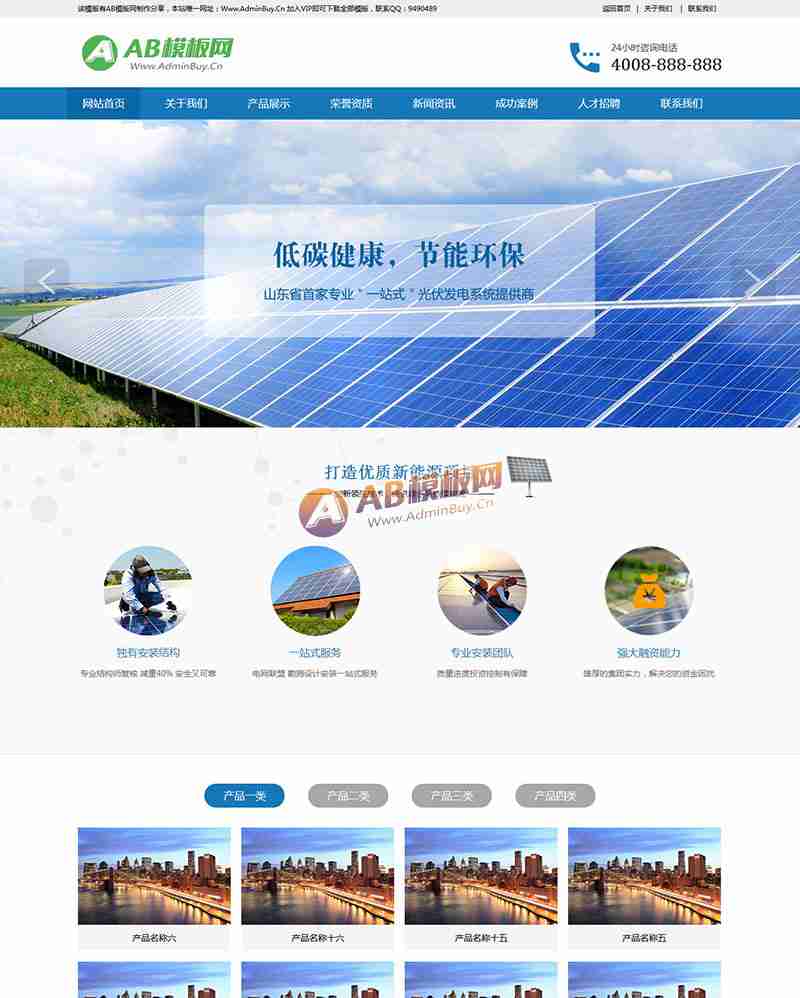 该模板有AB模板网制作分享，本站唯一网址：Www.AdminBuy.Cn 加入VIP即可下载全部模板，联系QQ：9490489
返回首页 | 关于我们 | 联系我们
AB模板网
Www.AdminBuy.Cn
24小时咨询电话
4008-888-888
网站首页 关于我们 产品展示 荣誉资质 新闻资讯 成功案例 人才招聘 联系我们
低碳健康，节能环保
山东省首家专业“一站式”光伏发电系统提供商
打造优质新能源项目
AB模板网
Www.AdminBuy.Cn
独有安装结构 一站式服务 专业安装团队 强大融资能力
专业结构师复核 减重40% 安全又可靠 电网联盟 勘测设计安装一站式服务 质量进度投资控制有保障 雄厚的集团实力，解决您的资金困扰
产品一类 产品二类 产品三类 产品四类
产品名称六 产品名称十六 产品名称十五 产品名称五